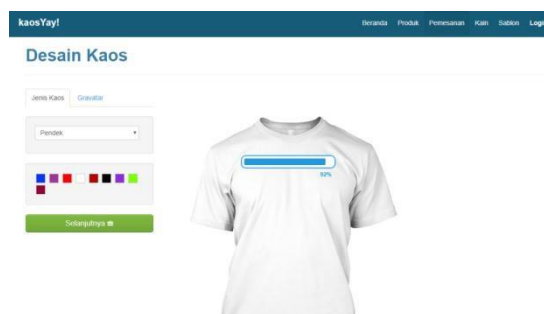 kaosYay!
Beranda Produk Pemesanan Kain Sablon Login
Desain Kaos
Jenis Kaos Gravatar
Pendek
Selanjutnya